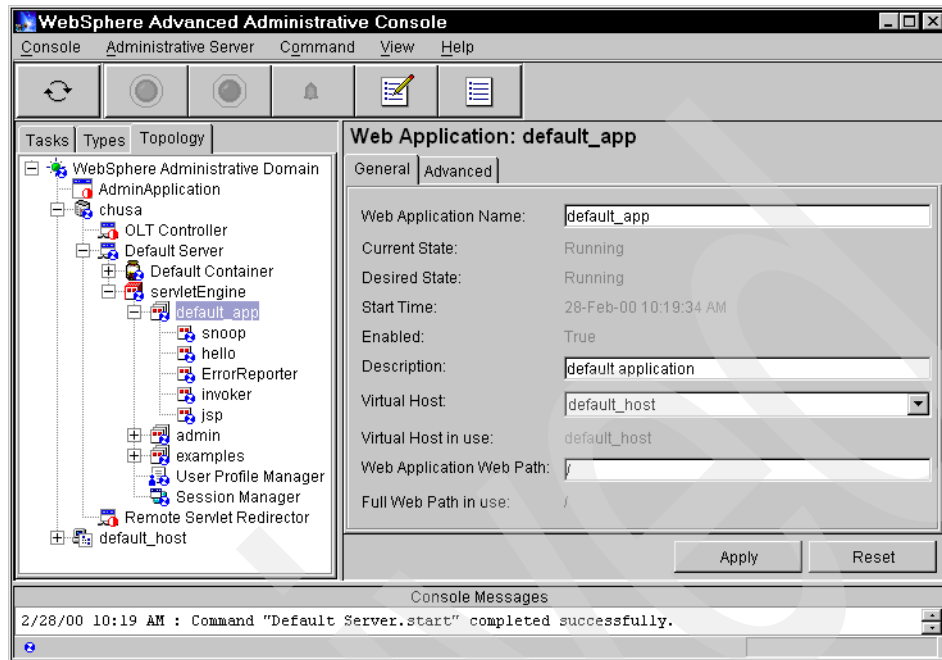 WebSphere Advanced Administrative Console
Console Administrative Server Command View Help
Tasks Types Topology
WebSphere Administrative Domain
AdminApplication
chusa
OLT Controller
Default Server
Default Container
servletEngine
default_app
snoop
hello
ErrorReporter
invoker
jsp
admin
examples
User Profile Manager
Session Manager
Remote Servlet Redirector
default_host
Web Application: default_app
General Advanced
Web Application Name: default_app
Current State: Running
Desired State: Running
Start Time: 28-Feb-00 10:19:34 AM
Enabled: True
Description: default application
Virtual Host: default_host
Virtual Host in use: default_host
Web Application Web Path: /
Full Web Path in use: /
Apply Reset
Console Messages
2/28/00 10:19 AM : Command "Default Server.start" completed successfully.